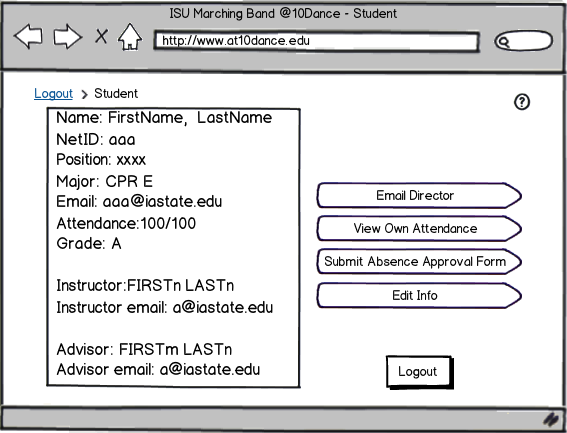 ISU Marching Band @10Dance - Student
http://www.at10dance.edu
Logout > Student
Name: FirstName, LastName
NetID: aaa
Position: xxxx
Major: CPR E
Email: aaa@iastate.edu
Attendance:100/100
Grade: A
Instructor:FIRSTn LASTn
Instructor email: a@iastate.edu
Advisor: FIRSTm LASTn
Advisor email: a@iastate.edu
Email Director
View Own Attendance
Submit Absence Approval Form
Edit Info
Logout